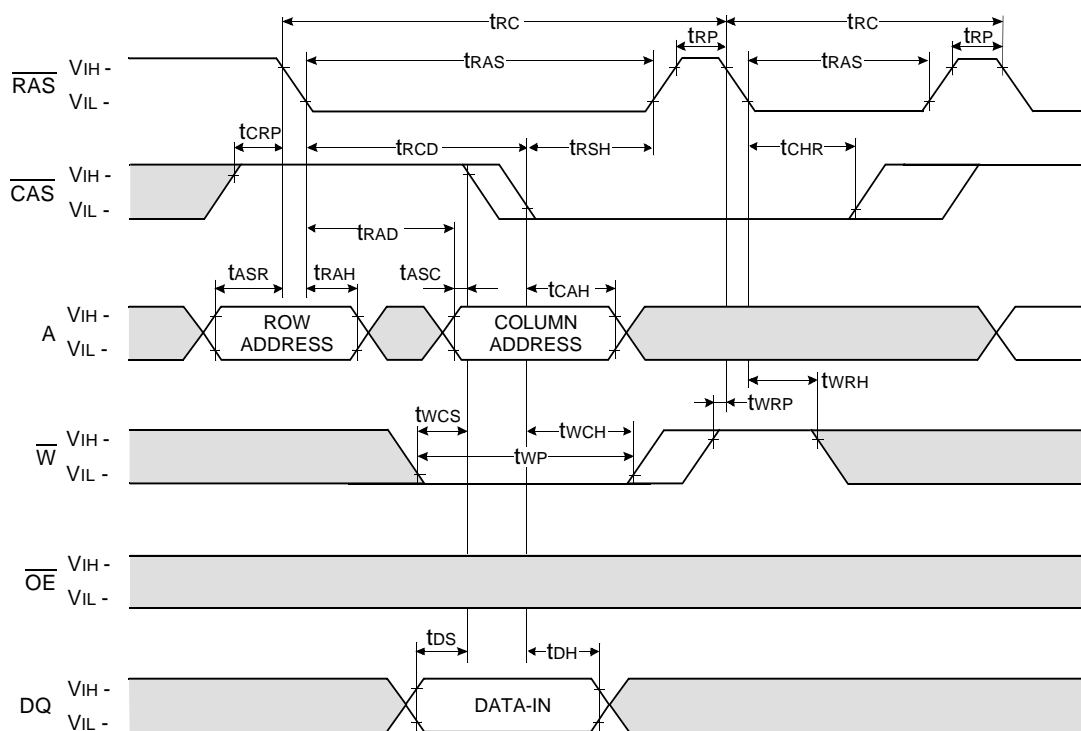 tRC tRC
tRP tRP
RAS VIH - tRAS tRAS
VIL -
tCRP tRCD tRSH tCHR
CAS VIH -
VIL -
tRAD
tASR tRAH tASC tCAH
A VIH - ROW ADDRESS COLUMN ADDRESS
VIL -
tWRH
tWRP
tWCS tWCH
W VIH -
tWP
VIL -
OE VIH -
VIL -
tDS tDH
DQ VIH - DATA-IN
VIL -